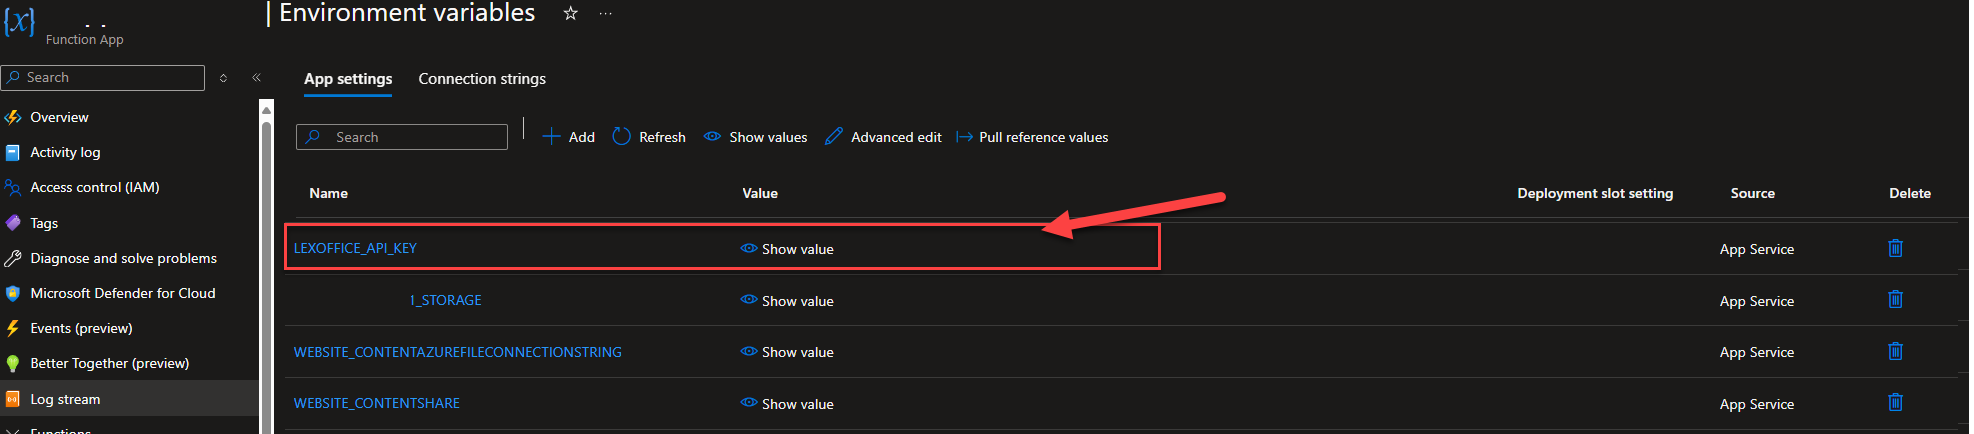 | Environment variables
Function App
Search
Overview
Activity log
Access control (IAM)
Tags
Diagnose and solve problems
Microsoft Defender for Cloud
Events (preview)
Better Together (preview)
Log stream
Functions
App settings Connection strings
Search Add Refresh Show values Advanced edit Pull reference values
Name Value Deployment slot setting Source Delete
LEXOFFICE_API_KEY Show value App Service
1_STORAGE Show value App Service
WEBSITE_CONTENTAZUREFILECONNECTIONSTRING Show value App Service
WEBSITE_CONTENTSHARE Show value App Service